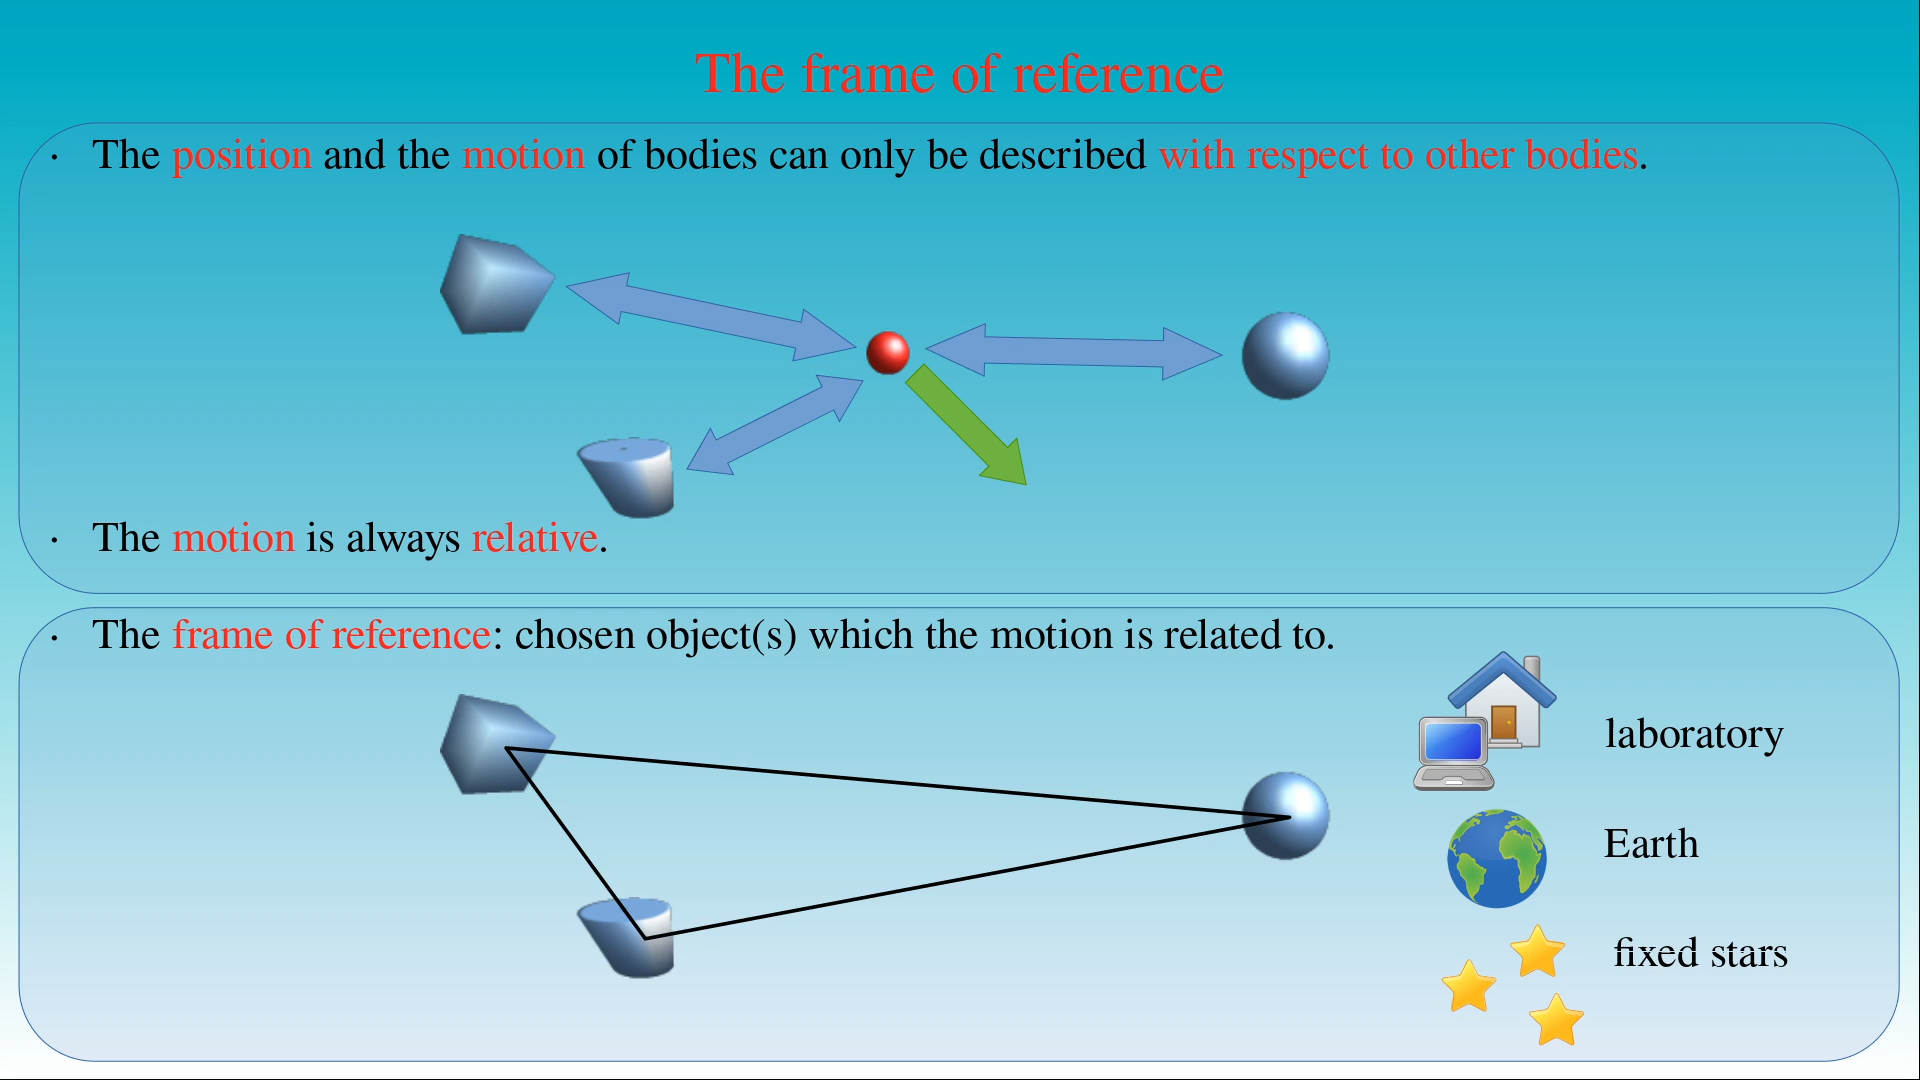 The frame of reference
· The position and the motion of bodies can only be described with respect to other bodies.
· The motion is always relative.
· The frame of reference: chosen object(s) which the motion is related to.
laboratory
Earth
fixed stars